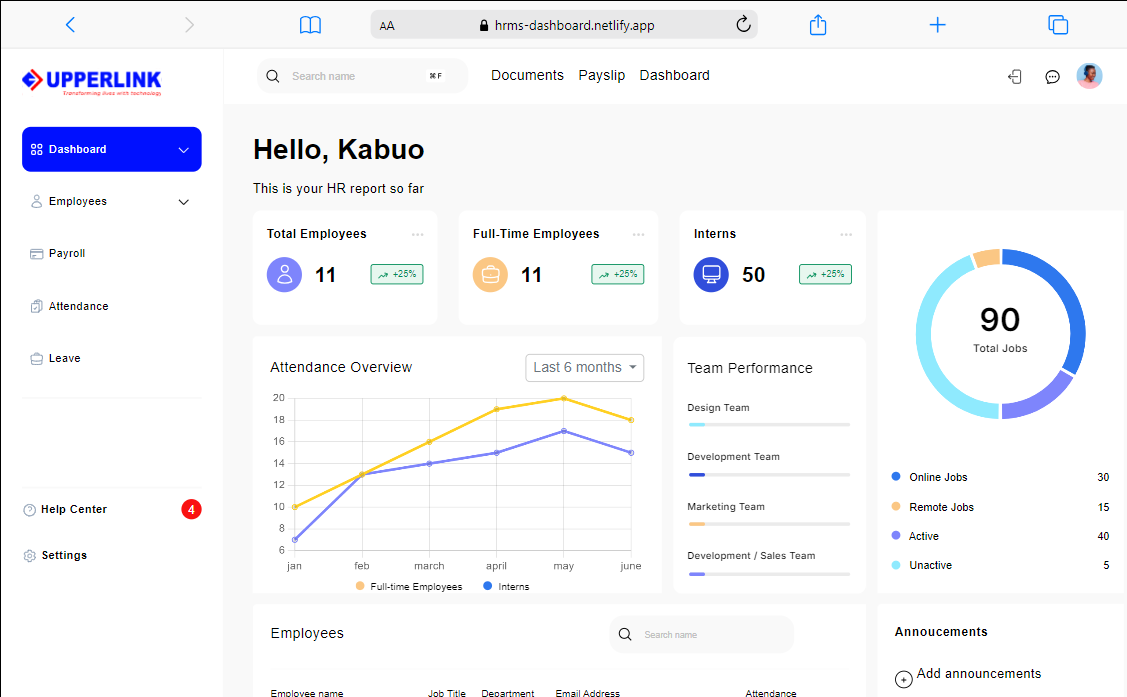 AA hrms-dashboard.netlify.app
UPPERLINK
Transforming lives with technology
Search name ⌘ F Documents Payslip Dashboard
Dashboard
Employees
Payroll
Attendance
Leave
Help Center 4
Settings
Hello, Kabuo
This is your HR report so far
Total Employees ...
11 +25%
Full-Time Employees ...
11 +25%
Interns ...
50 +25%
90
Total Jobs
Online Jobs 30
Remote Jobs 15
Active 40
Unactive 5
Attendance Overview Last 6 months
20
18
16
14
12
10
8
6
jan feb march april may june
Full-time Employees Interns
Team Performance
Design Team
Development Team
Marketing Team
Development / Sales Team
Employees Search name
Employee name Job Title Department Email Address Attendance
Annoucements
Add announcements